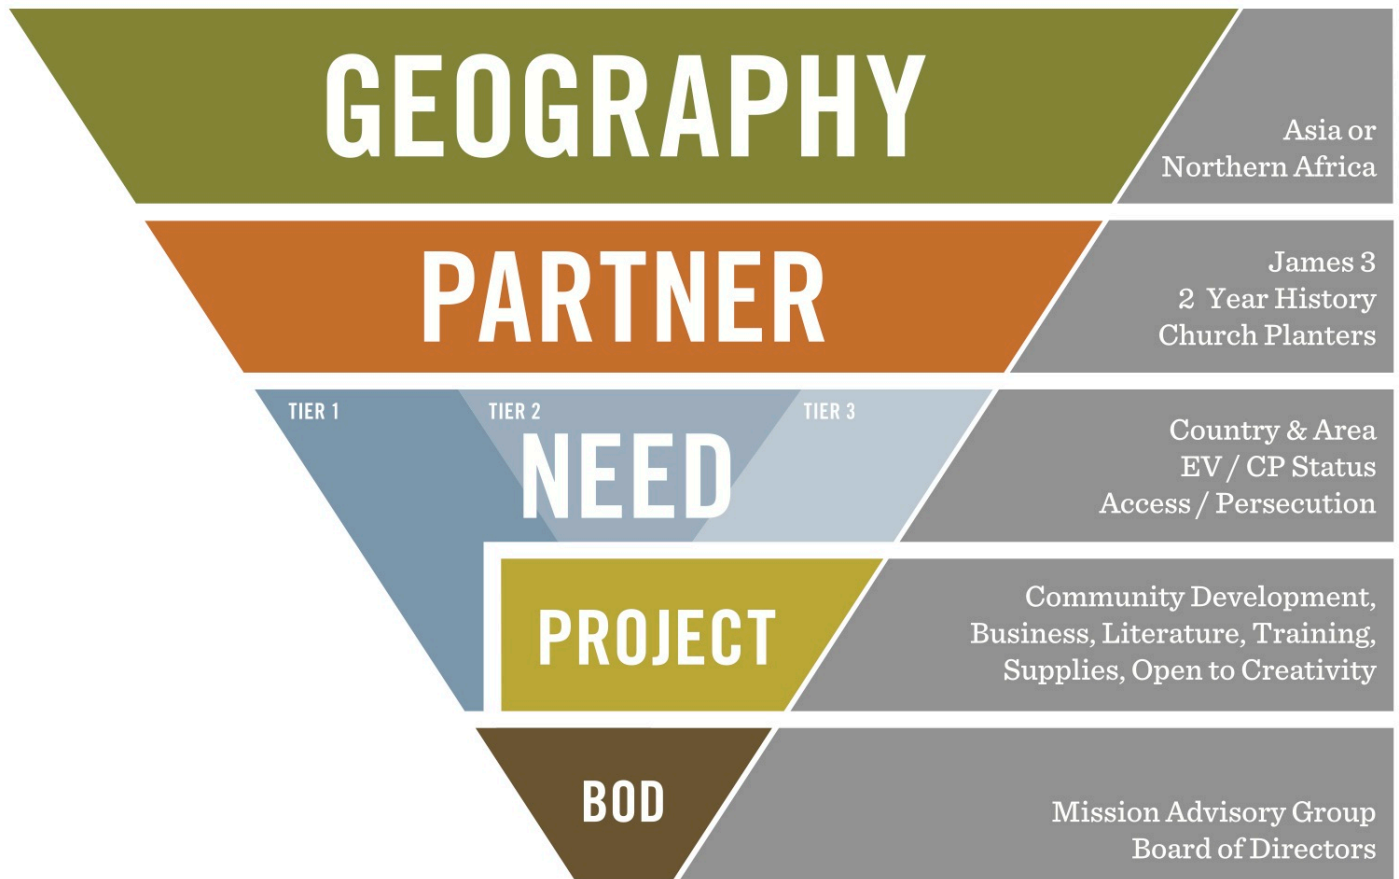 GEOGRAPHY
Asia or
Northern Africa
PARTNER
James 3
2 Year History
Church Planters
TIER 1
TIER 2
TIER 3
NEED
Country & Area
EV / CP Status
Access / Persecution
PROJECT
Community Development,
Business, Literature, Training,
Supplies, Open to Creativity
BOD
Mission Advisory Group
Board of Directors